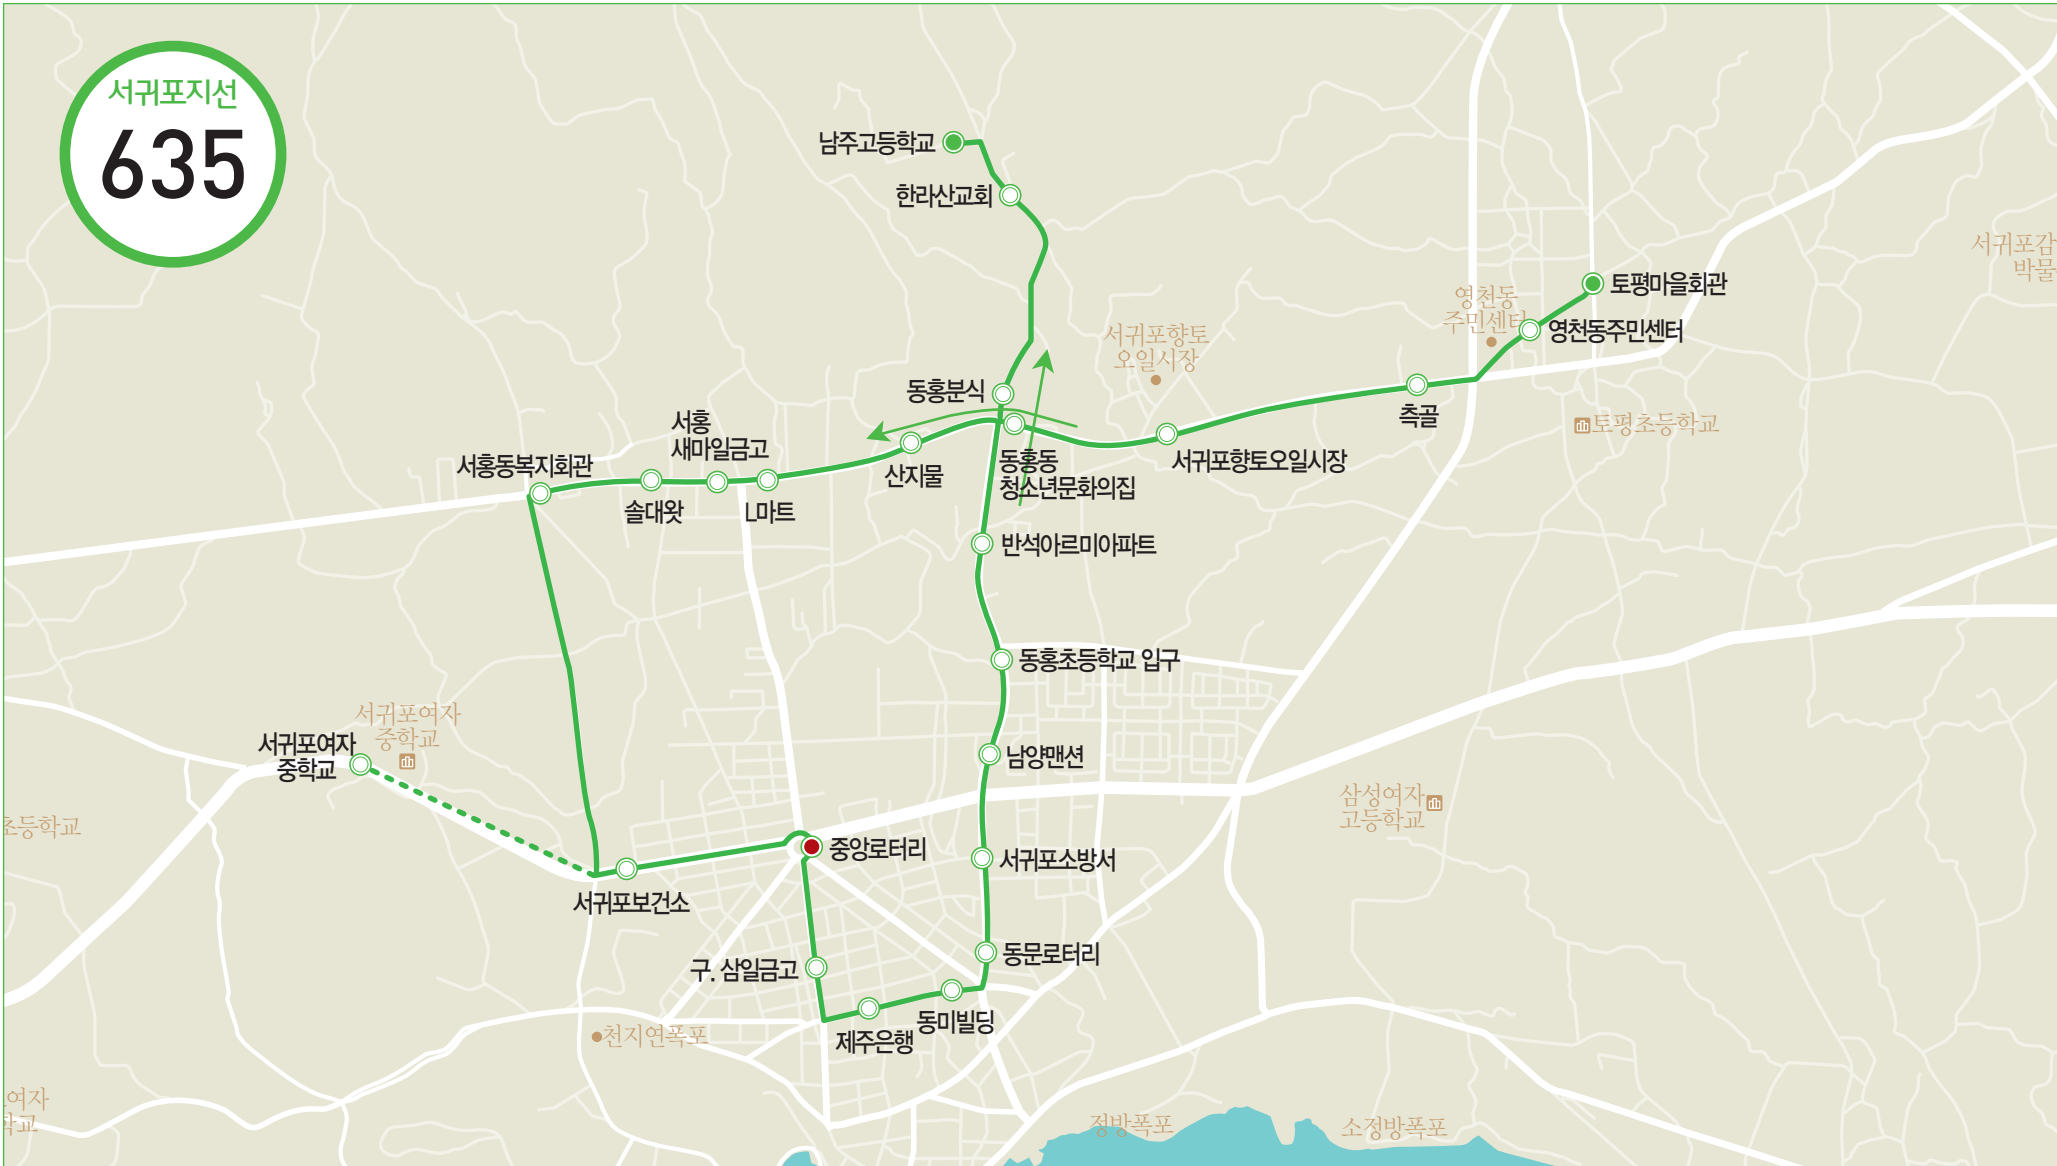 서귀포지선
635
남주고등학교
한라산교회
서귀포감
박물
토평마을회관
영천동
주민센터
영천동주민센터
서귀포향토
오일시장
동홍분식
측골
토평초등학교
서홍
새마일금고
서홍동복지회관
산지물
동홍동
청소년문화의집
서귀포향토오일시장
솔대왓
L마트
반석아르미아파트
동홍초등학교 입구
서귀포여자
중학교
서귀포여자
중학교
남양맨션
삼성여자
고등학교
초등학교
중앙로터리
서귀포소방서
서귀포보건소
동문로터리
구. 삼일금고
동미빌딩
제주은행
천지연폭포
여자
학교
정방폭포
소정방폭포